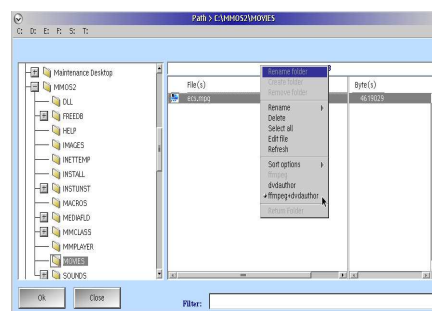 Path > C:\MMOS2\MOVIES
C: D: E: F: S: T:
Maintenance Desktop
MMOS2
DLL
FREEDB
HELP
IMAGES
INETTEMP
INSTALL
INSTUNST
MACROS
MEDIAFLD
MMCLASS
MMPLAYER
MOVIES
SOUNDS
File(s)
Byte(s)
ecs.mpg
4619029
Rename folder
Create folder
Remove folder
Rename
Delete
Select all
Edit file
Refresh
Sort options
ffmpeg
dvdauthor
ffmpeg+dvdauthor
Ok
Close
Filter: